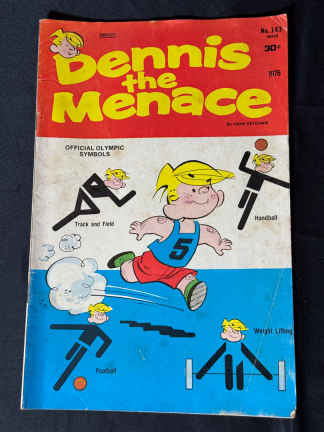 No. 143
30¢
1976
Dennis
the
Menace
BY HANK KETCHAM
OFFICIAL OLYMPIC
SYMBOLS
Track and Field
Handball
5
Football
Weight Lifting